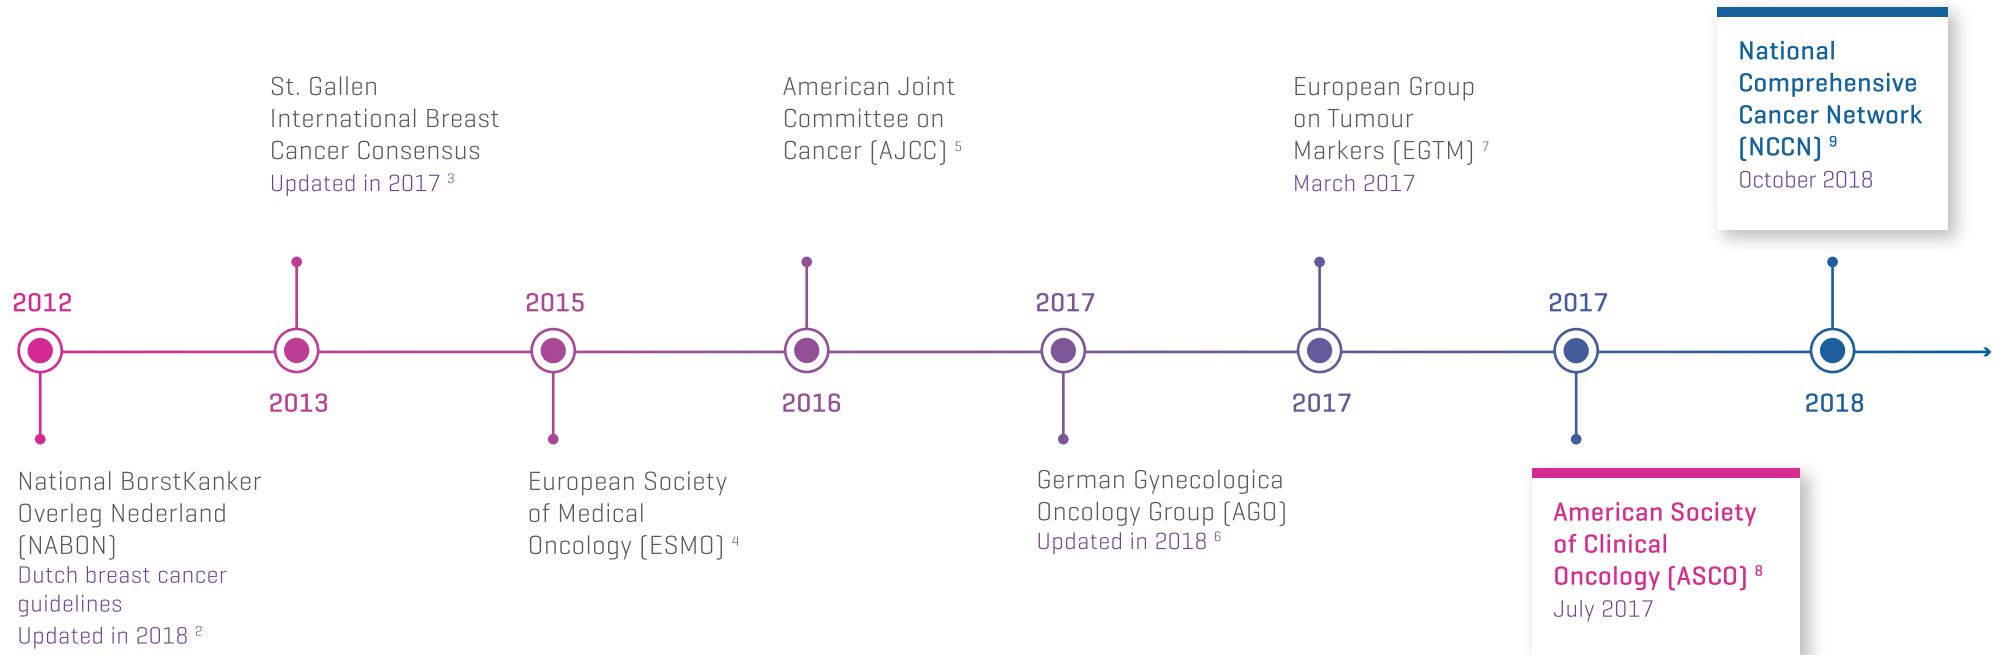 2012
National BorstKanker
Overleg Nederland
(NABON)
Dutch breast cancer
guidelines
Updated in 2018 2
St. Gallen
International Breast
Cancer Consensus
Updated in 2017 3
2013
2015
European Society
of Medical
Oncology (ESMO) 4
American Joint
Committee on
Cancer (AJCC) 5
2016
2017
German Gynecologica
Oncology Group (AGO)
Updated in 2018 6
European Group
on Tumour
Markers (EGTM) 7
March 2017
2017
2017
American Society
of Clinical
Oncology (ASCO) 8
July 2017
National
Comprehensive
Cancer Network
(NCCN) 9
October 2018
2018